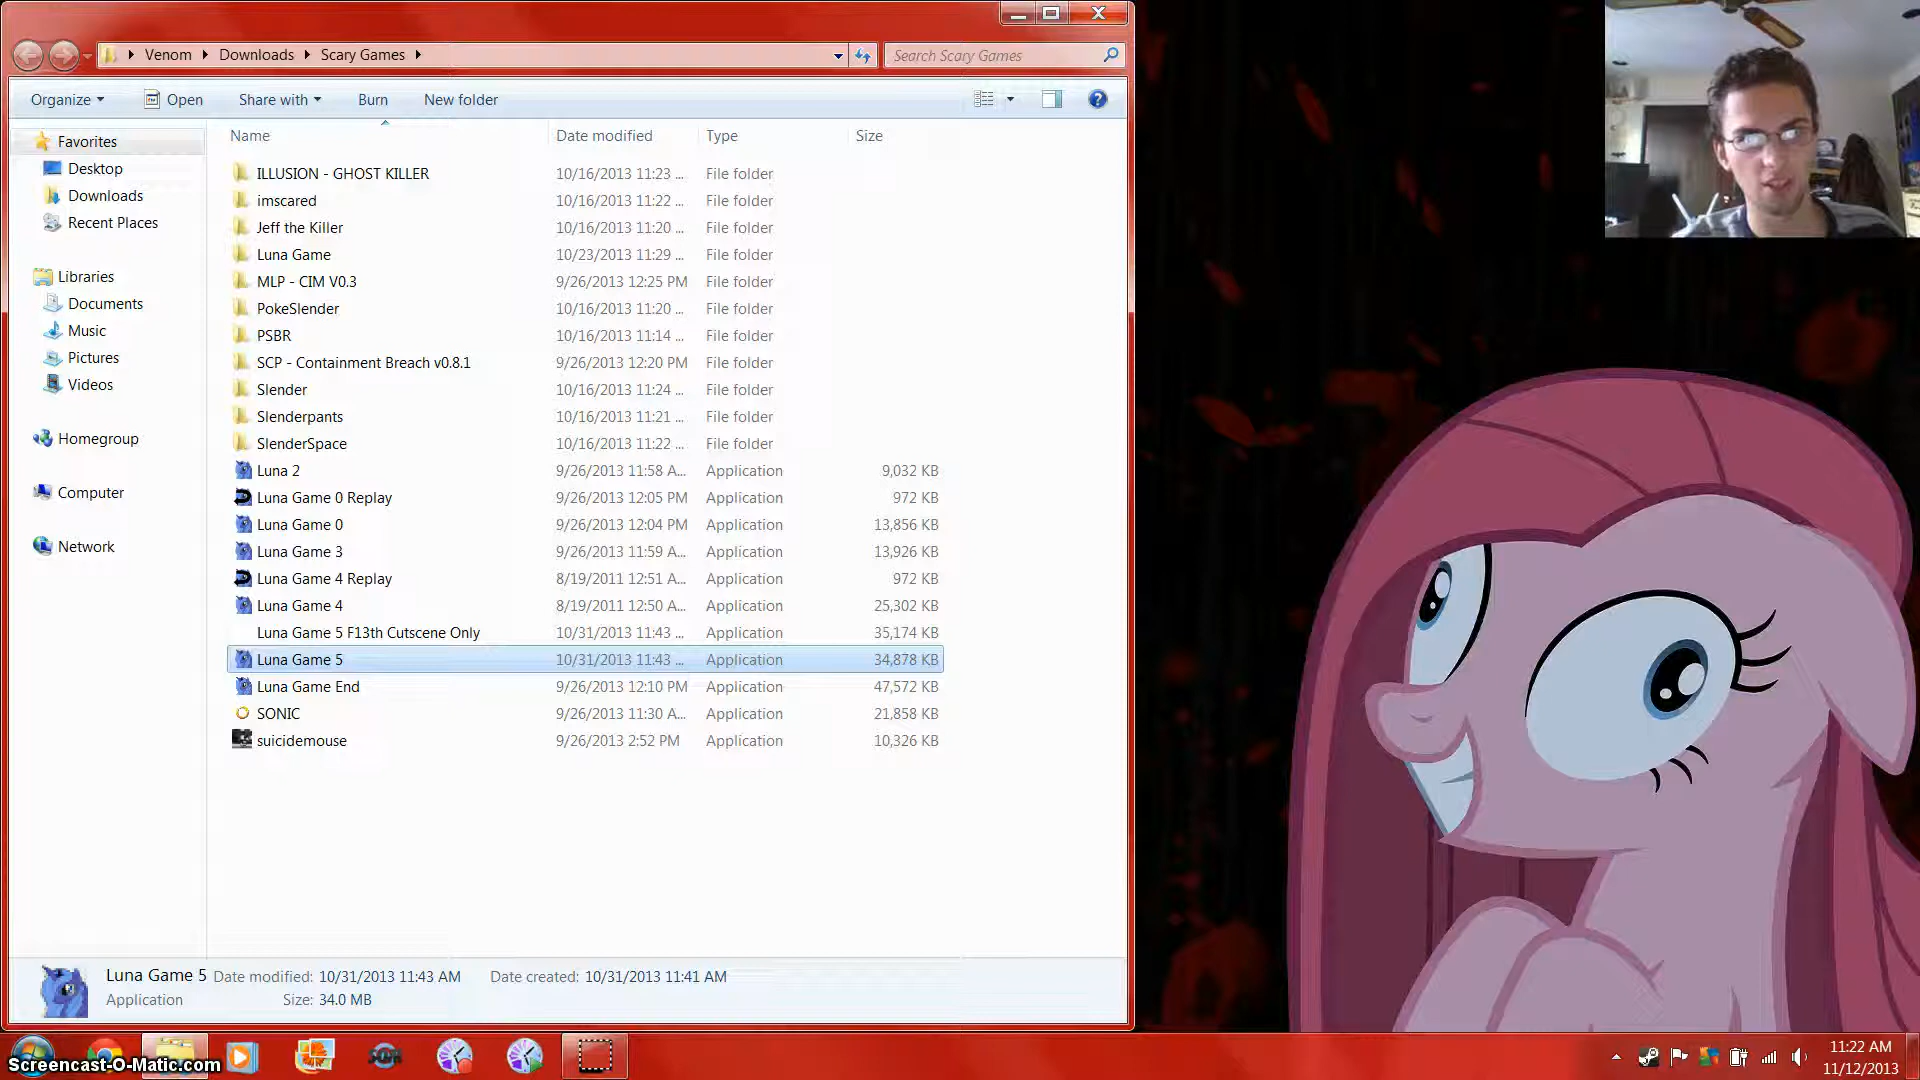 Venom Downloads Scary Games Search Scary Games
Organize Open Share with Burn New folder
Name Date modified Type Size
Favorites
Desktop
Downloads
Recent Places
Libraries
Documents
Music
Pictures
Videos
Homegroup
Computer
Network
ILLUSION - GHOST KILLER 10/16/2013 11:23 ... File folder
imscared 10/16/2013 11:22 ... File folder
Jeff the Killer 10/16/2013 11:20 ... File folder
Luna Game 10/23/2013 11:29 ... File folder
MLP - CIM V0.3 9/26/2013 12:25 PM File folder
PokeSlender 10/16/2013 11:20 ... File folder
PSBR 10/16/2013 11:14 ... File folder
SCP - Containment Breach v0.8.1 9/26/2013 12:20 PM File folder
Slender 10/16/2013 11:24 ... File folder
Slenderpants 10/16/2013 11:21 ... File folder
SlenderSpace 10/16/2013 11:22 ... File folder
Luna 2 9/26/2013 11:58 A... Application 9,032 KB
Luna Game 0 Replay 9/26/2013 12:05 PM Application 972 KB
Luna Game 0 9/26/2013 12:04 PM Application 13,856 KB
Luna Game 3 9/26/2013 11:59 A... Application 13,926 KB
Luna Game 4 Replay 8/19/2011 12:51 A... Application 972 KB
Luna Game 4 8/19/2011 12:50 A... Application 25,302 KB
Luna Game 5 F13th Cutscene Only 10/31/2013 11:43 ... Application 35,174 KB
Luna Game 5 10/31/2013 11:43 ... Application 34,878 KB
Luna Game End 9/26/2013 12:10 PM Application 47,572 KB
SONIC 9/26/2013 11:30 A... Application 21,858 KB
suicidemouse 9/26/2013 2:52 PM Application 10,326 KB
Luna Game 5 Date modified: 10/31/2013 11:43 AM Date created: 10/31/2013 11:41 AM
Application Size: 34.0 MB
Screencast-O-Matic.com
11:22 AM
11/12/2013